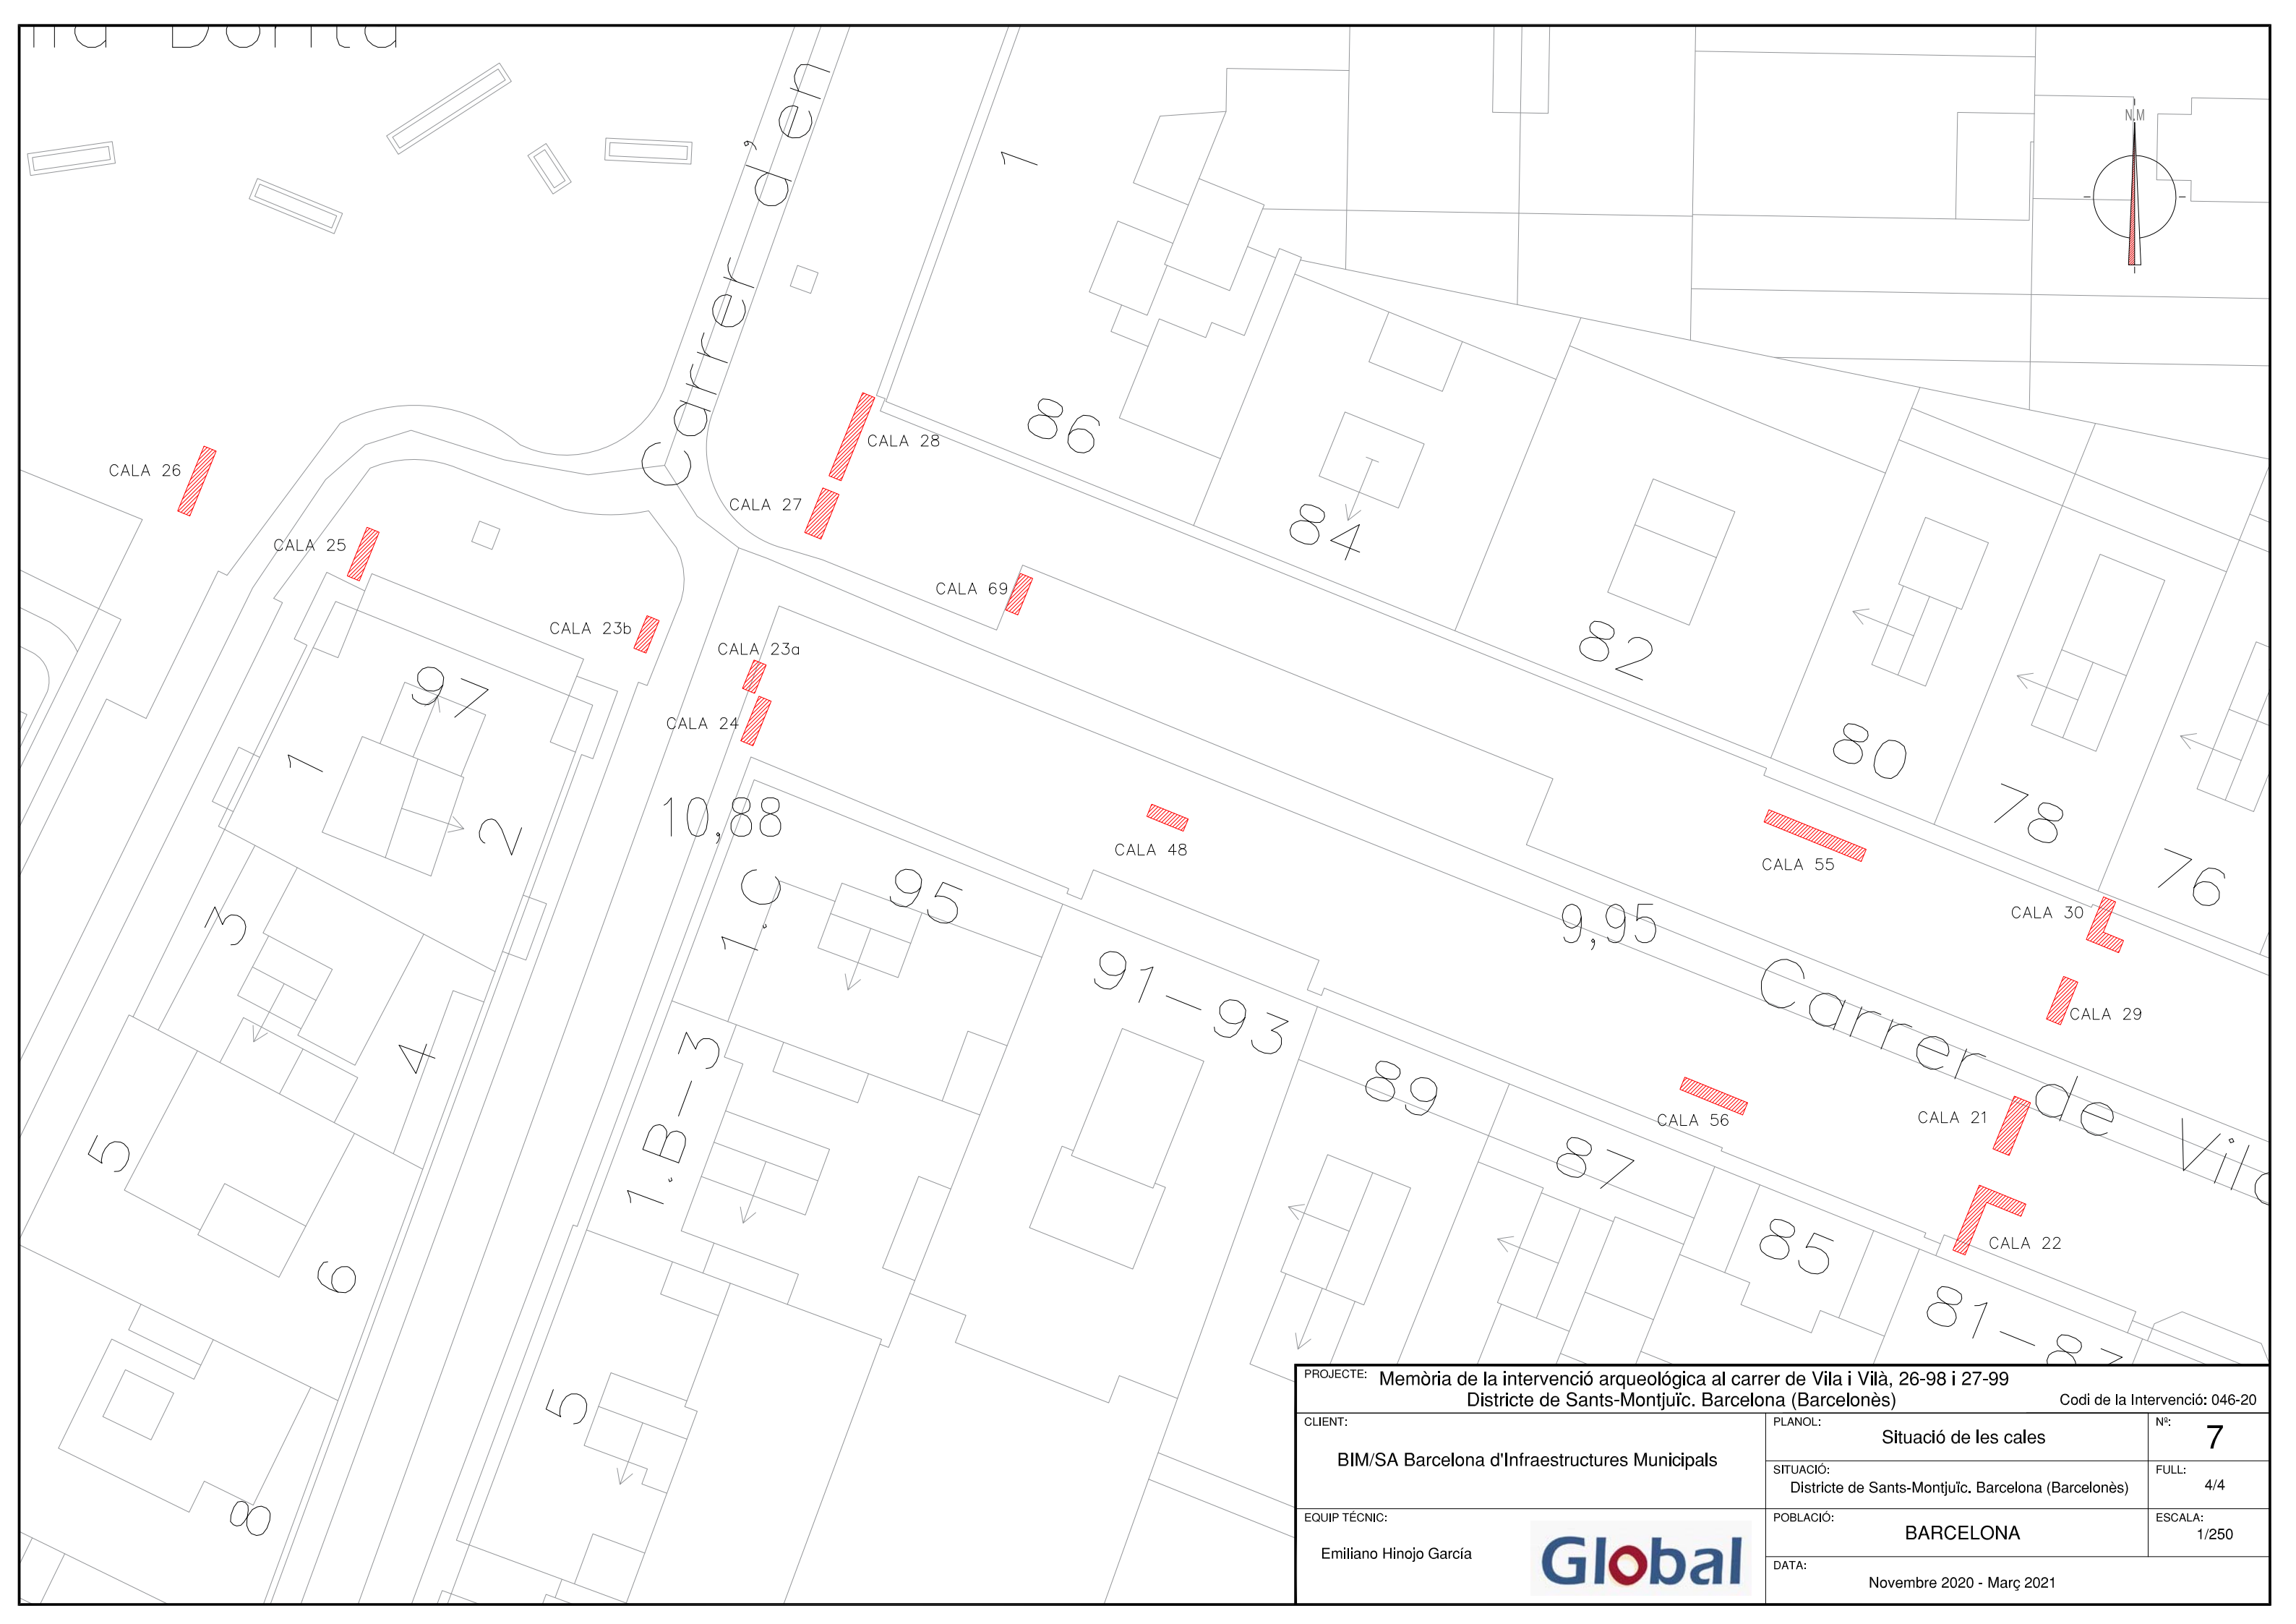 Carrer d'en
1
N.M
86
CALA 28
CALA 26
CALA 27
84
CALA 25
CALA 69
CALA 23b
82
CALA 23a
97
CALA 24
80
1
78
10,88
2
CALA 48
CALA 55
76
95
1.C
3
9,95
CALA 30
91-93
CALA 29
Carrer de Vila
1.B-3
4
89
CALA 56
CALA 21
5
87
85
CALA 22
6
81-83
5
8
PROJECTE: Memòria de la intervenció arqueológica al carrer de Vila i Vilà, 26-98 i 27-99
Districte de Sants-Montjuïc. Barcelona (Barcelonès)
Codi de la Intervenció: 046-20
CLIENT:
BIM/SA Barcelona d'Infraestructures Municipals
PLANOL:
Situació de les cales
Nº:
7
SITUACIÓ:
Districte de Sants-Montjuïc. Barcelona (Barcelonès)
FULL:
4/4
EQUIP TÉCNIC:
Emiliano Hinojo García
Global
POBLACIÓ:
BARCELONA
ESCALA:
1/250
DATA:
Novembre 2020 - Març 2021